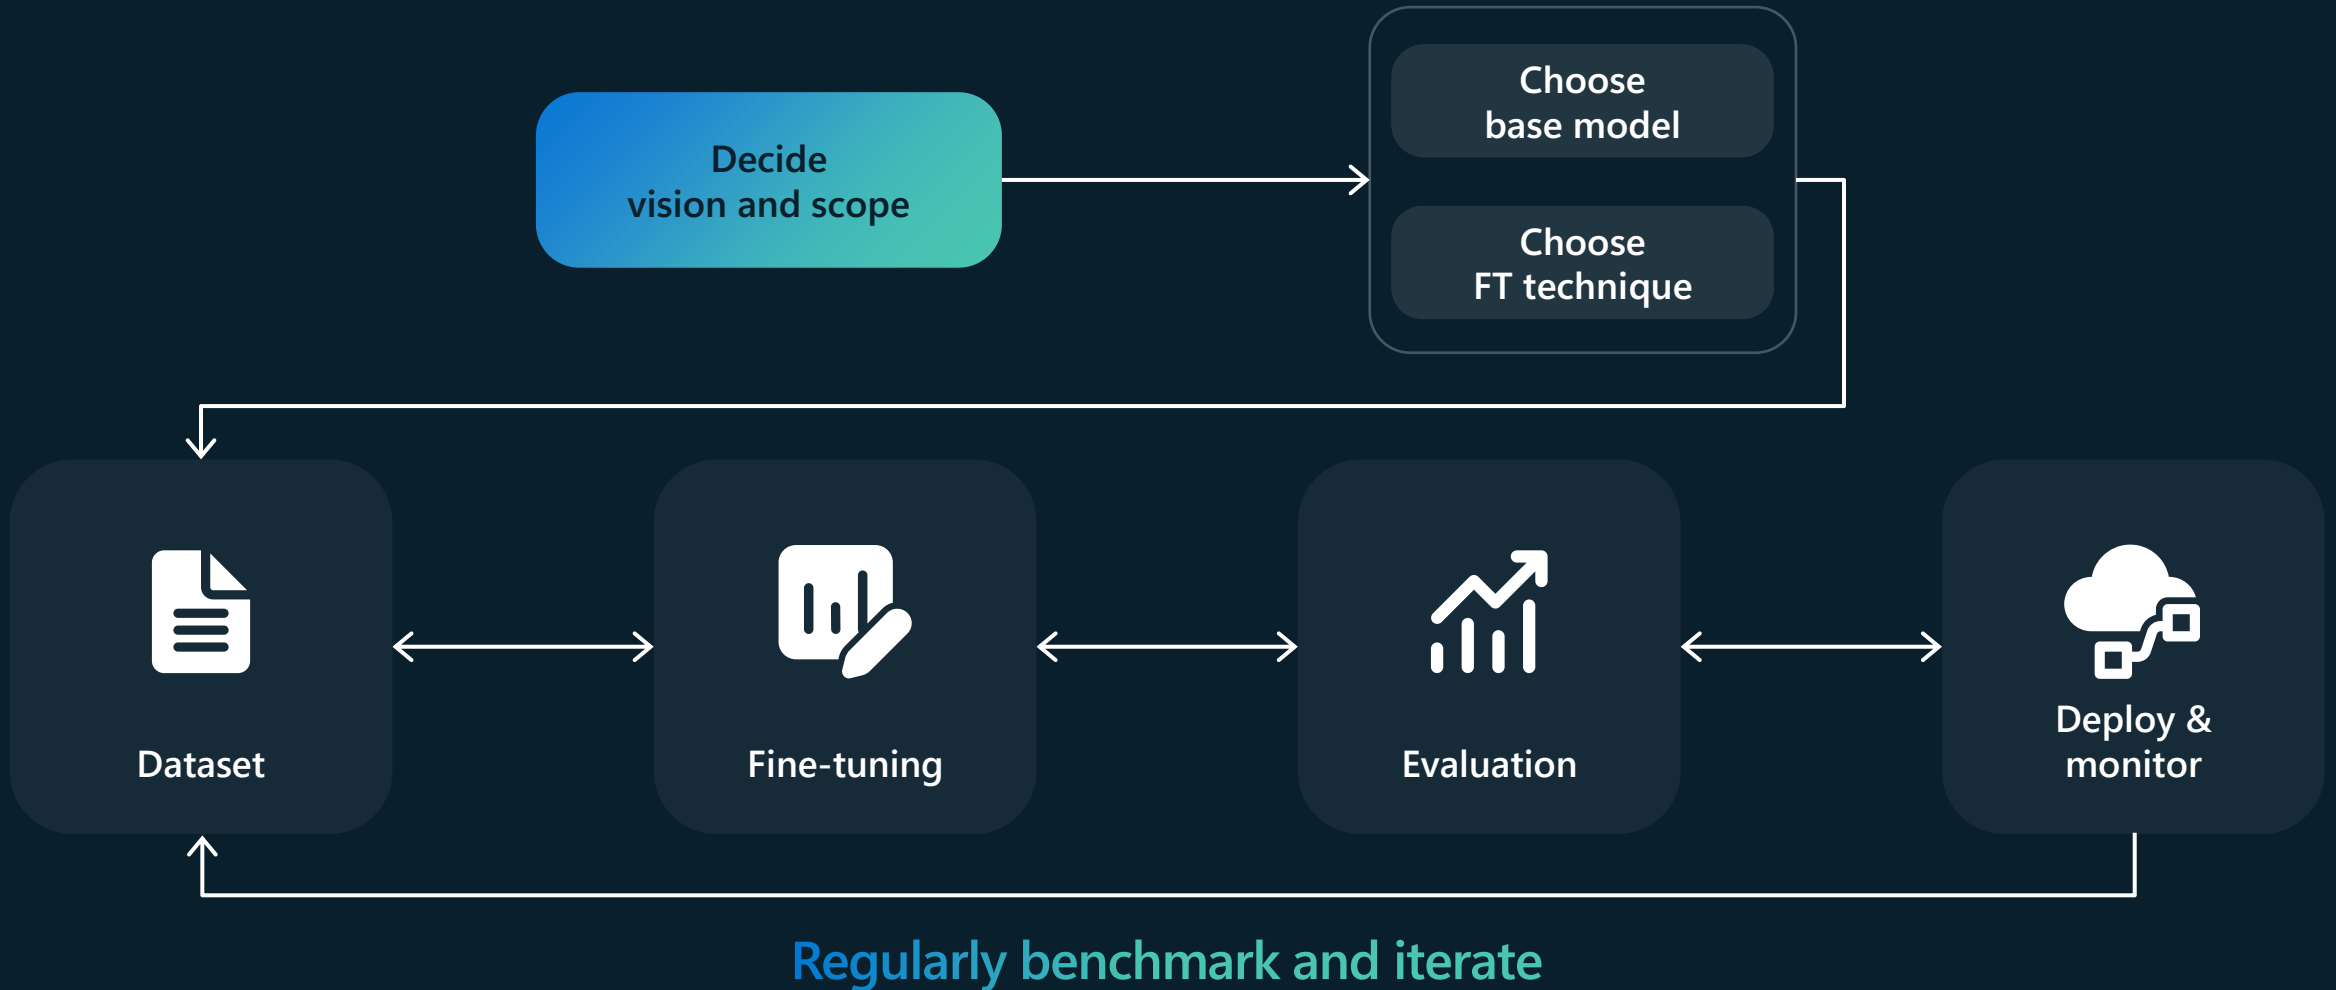 Decide
vision and scope
Choose
base model
Choose
FT technique
Dataset
Fine-tuning
Evaluation
Deploy &
monitor
Regularly benchmark and iterate